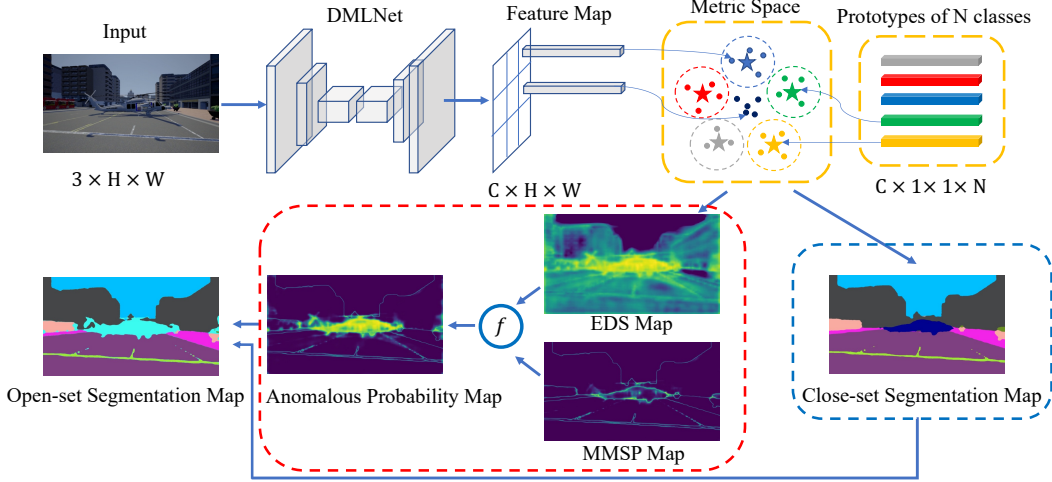 Input
DMLNet
Feature Map
Metric Space
Prototypes of N classes
3 × H × W
C × H × W
C × 1 × 1 × N
EDS Map
f
Open-set Segmentation Map
Anomalous Probability Map
Close-set Segmentation Map
MMSP Map